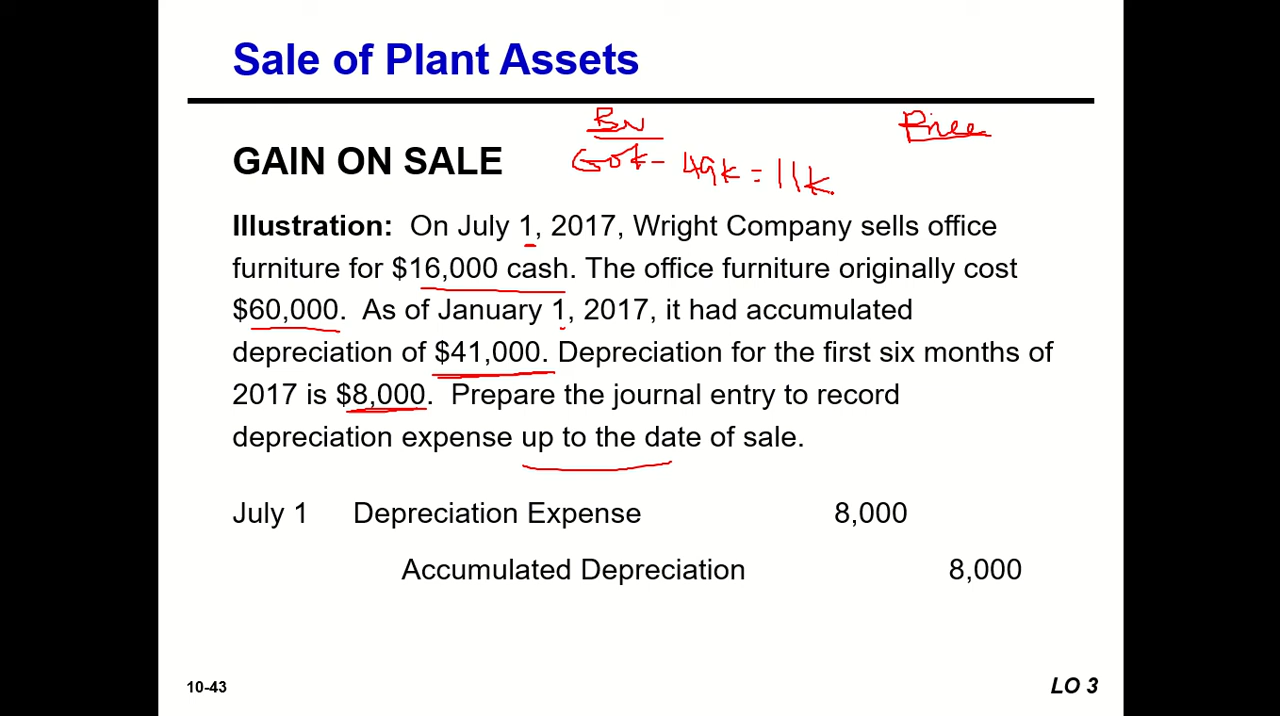 Sale of Plant Assets
BV
Price
GAIN ON SALE
60k - 49k = 11k
Illustration: On July 1, 2017, Wright Company sells office
furniture for $16,000 cash. The office furniture originally cost
$60,000. As of January 1, 2017, it had accumulated
depreciation of $41,000. Depreciation for the first six months of
2017 is $8,000. Prepare the journal entry to record
depreciation expense up to the date of sale.
July 1 Depreciation Expense 8,000
Accumulated Depreciation 8,000
10-43 LO 3